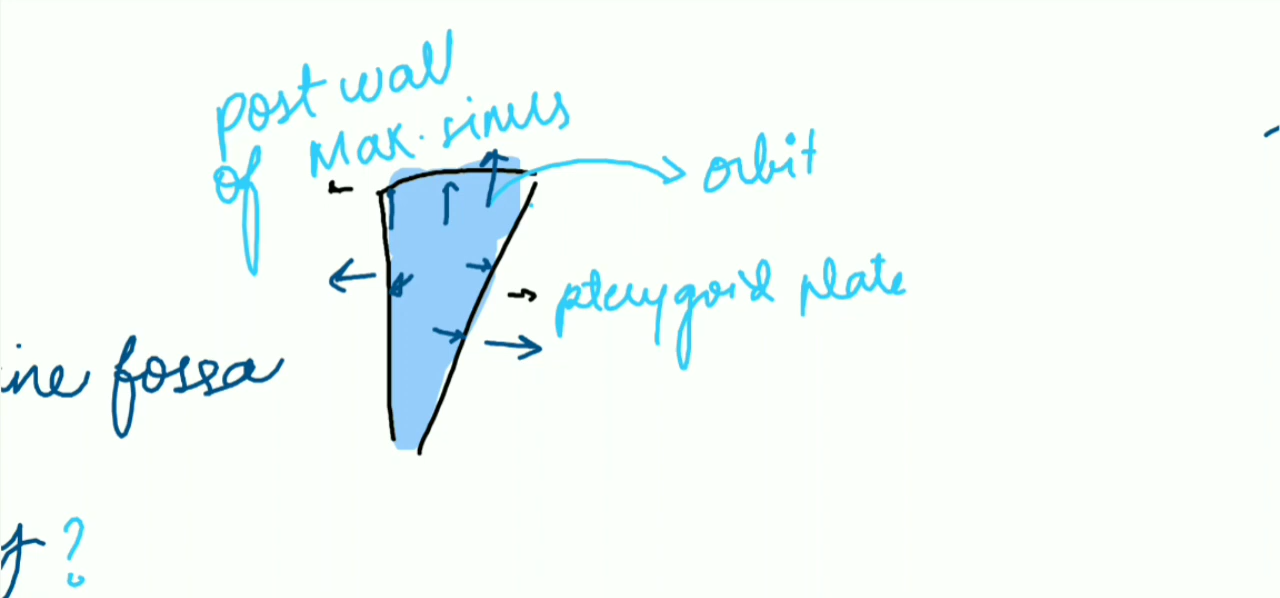 post wall
of Max. sinus
orbit
pterygoid plate
ine fossa
y?